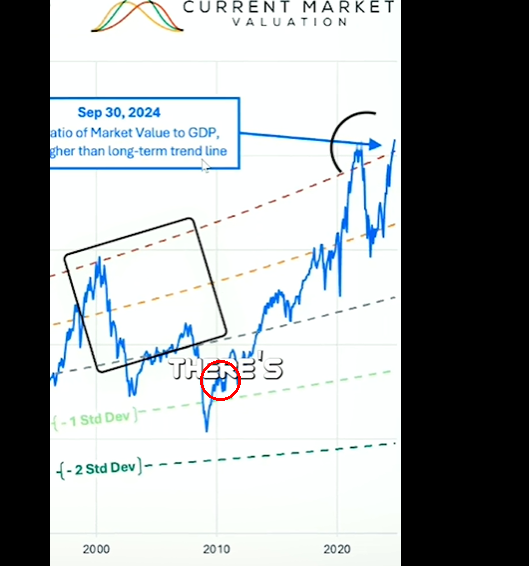 CURRENT MARKET
VALUATION
Sep 30, 2024
atio of Market Value to GDP,
gher than long-term trend line
THERE'S
- 1 Std Dev
- 2 Std Dev
2000
2010
2020